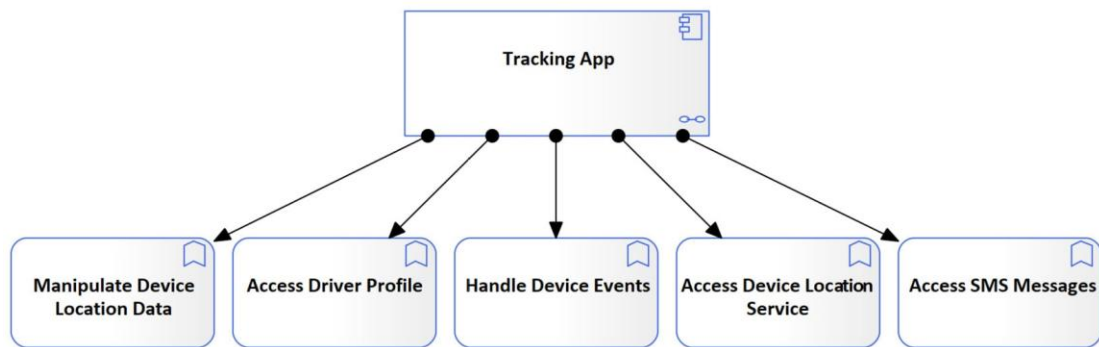 Tracking App
Manipulate Device
Location Data
Access Driver Profile
Handle Device Events
Access Device Location
Service
Access SMS Messages